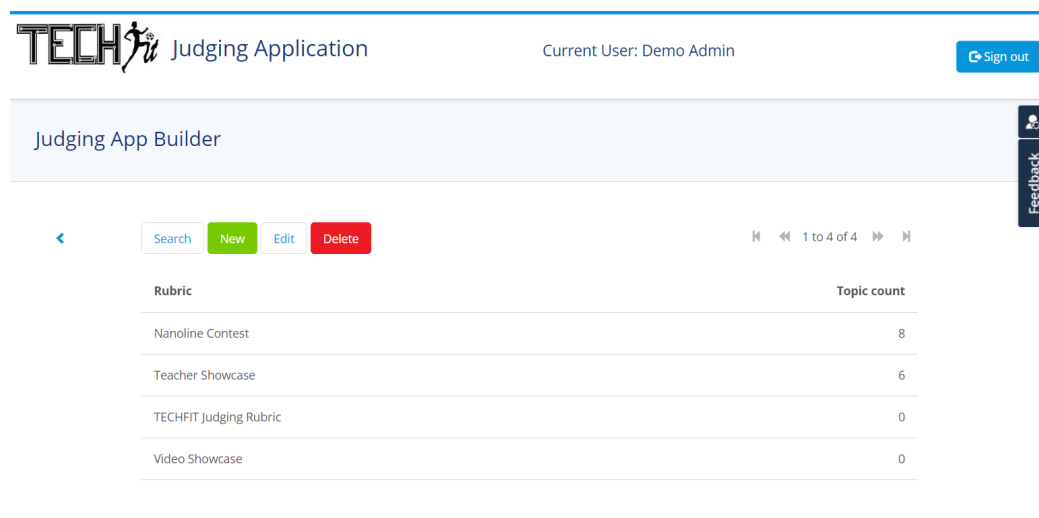 TECHFit Judging Application
Current User: Demo Admin
Sign out
Judging App Builder
Feedback
Search New Edit Delete
1 to 4 of 4
Rubric Topic count
Nanoline Contest 8
Teacher Showcase 6
TECHFIT Judging Rubric 0
Video Showcase 0